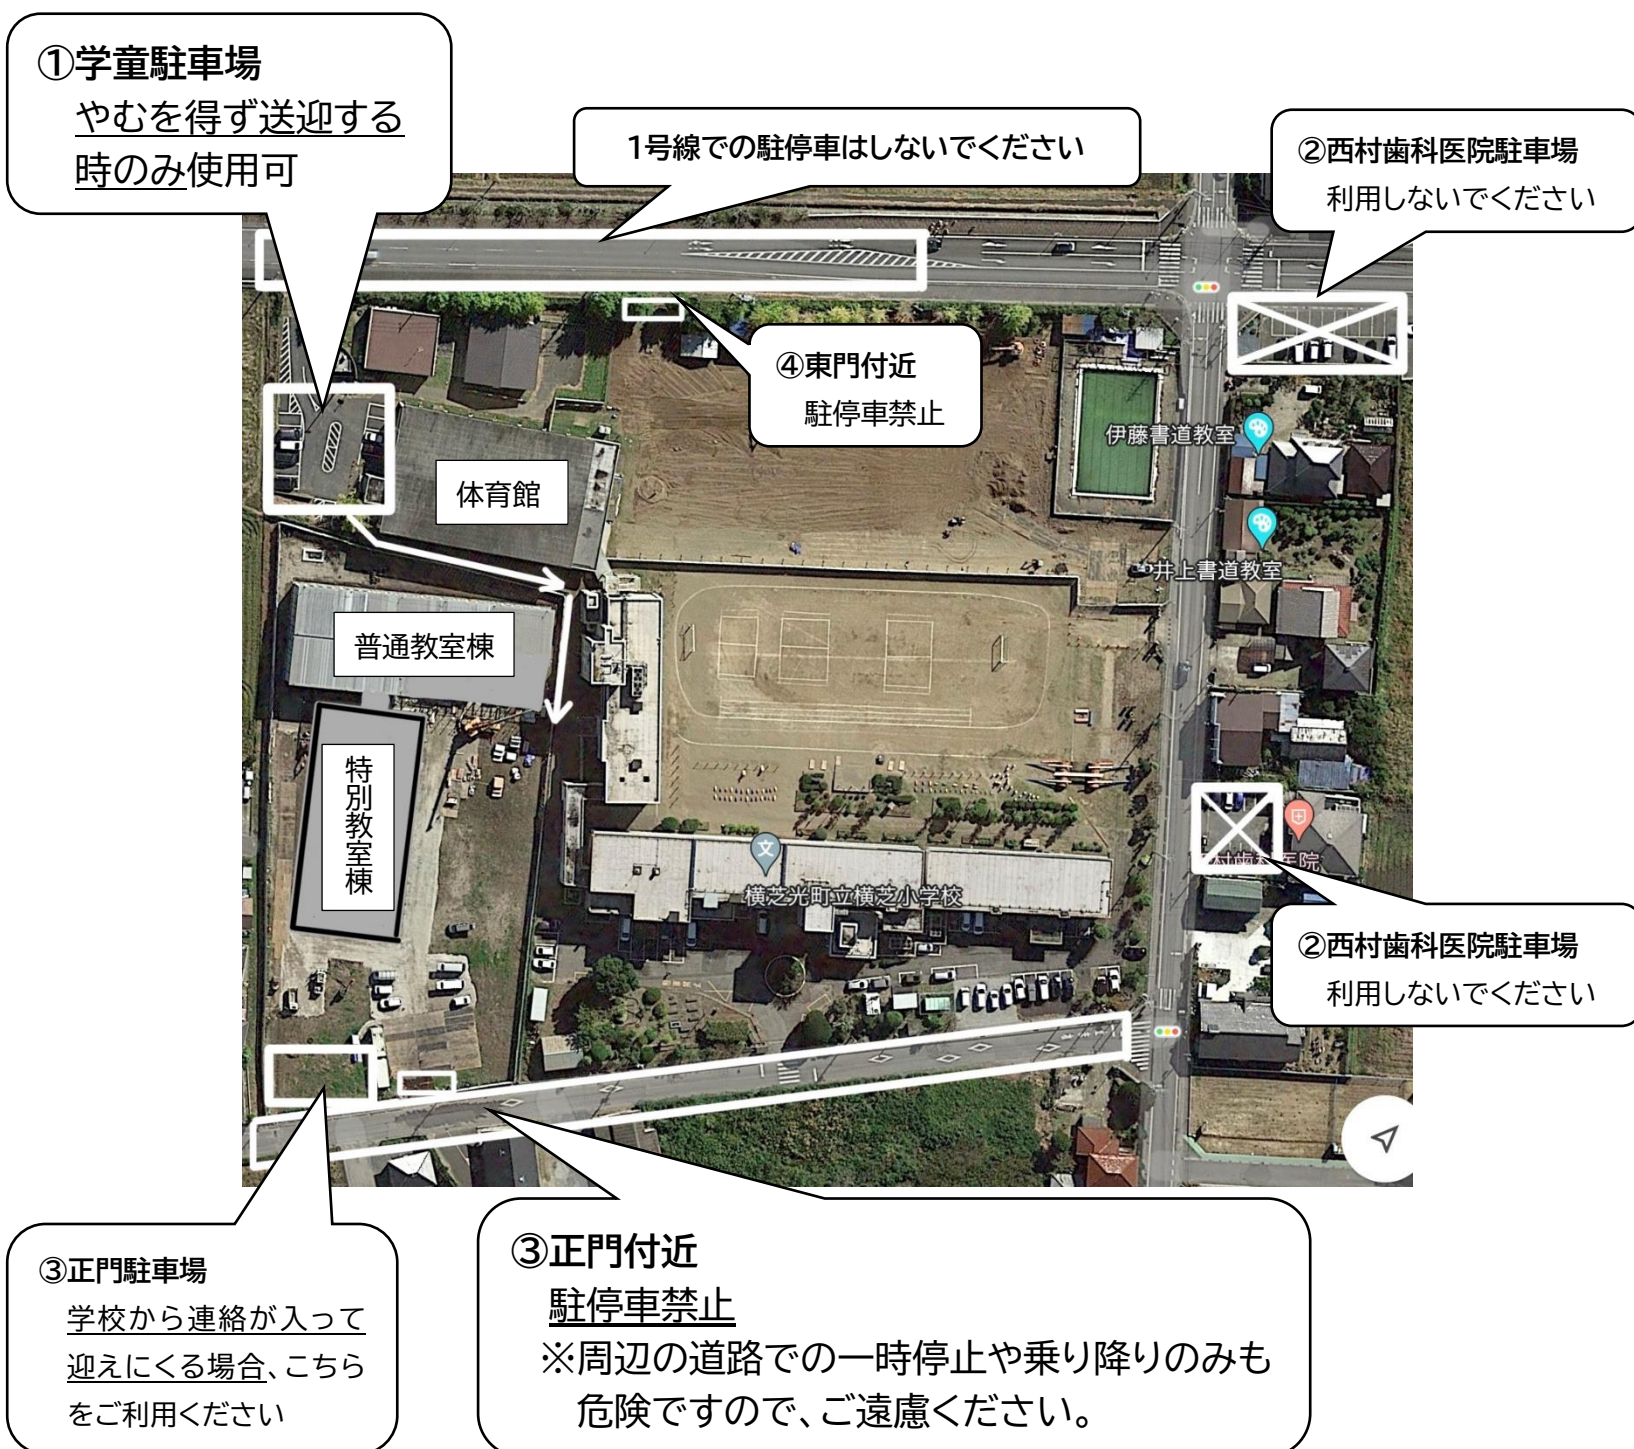 ①学童駐車場
やむを得ず送迎する
時のみ使用可
1号線での駐停車はしないでください
②西村歯科医院駐車場
利用しないでください
④東門付近
駐停車禁止
伊藤書道教室
体育館
井上書道教室
普通教室棟
特別教室棟
文
村歯科医院
横芝光町立横芝小学校
②西村歯科医院駐車場
利用しないでください
③正門駐車場
学校から連絡が入って
迎えにくる場合、こちら
をご利用ください
③正門付近
駐停車禁止
※周辺の道路での一時停止や乗り降りのみも
危険ですので、ご遠慮ください。